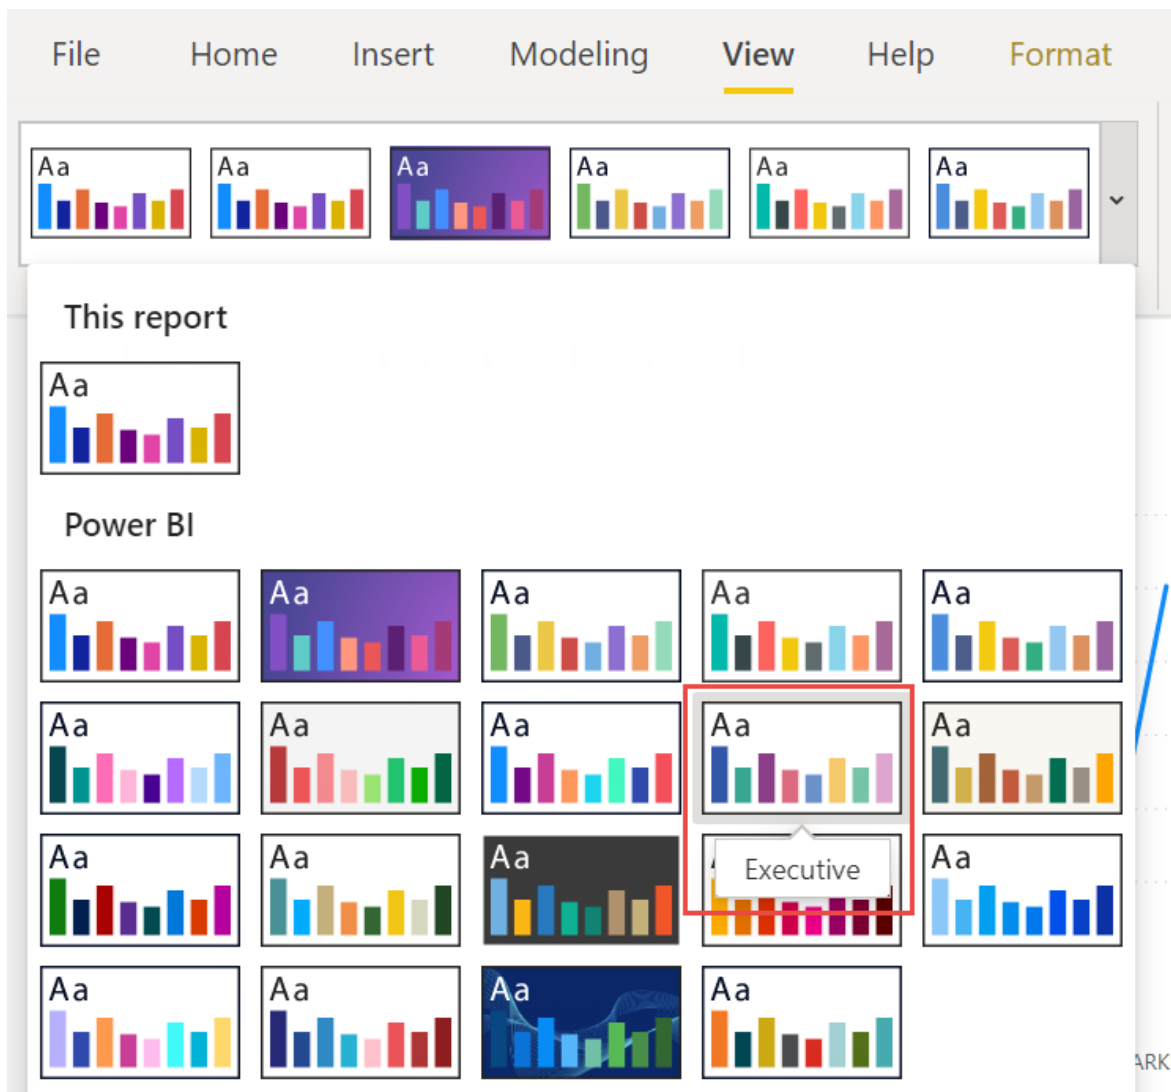 File Home Insert Modeling View Help Format
Aa Aa Aa Aa Aa Aa
This report
Aa
Power BI
Aa Aa Aa Aa Aa
Aa Aa Aa Aa Aa
Aa Aa Aa Aa
Executive
Aa Aa Aa Aa
ARK